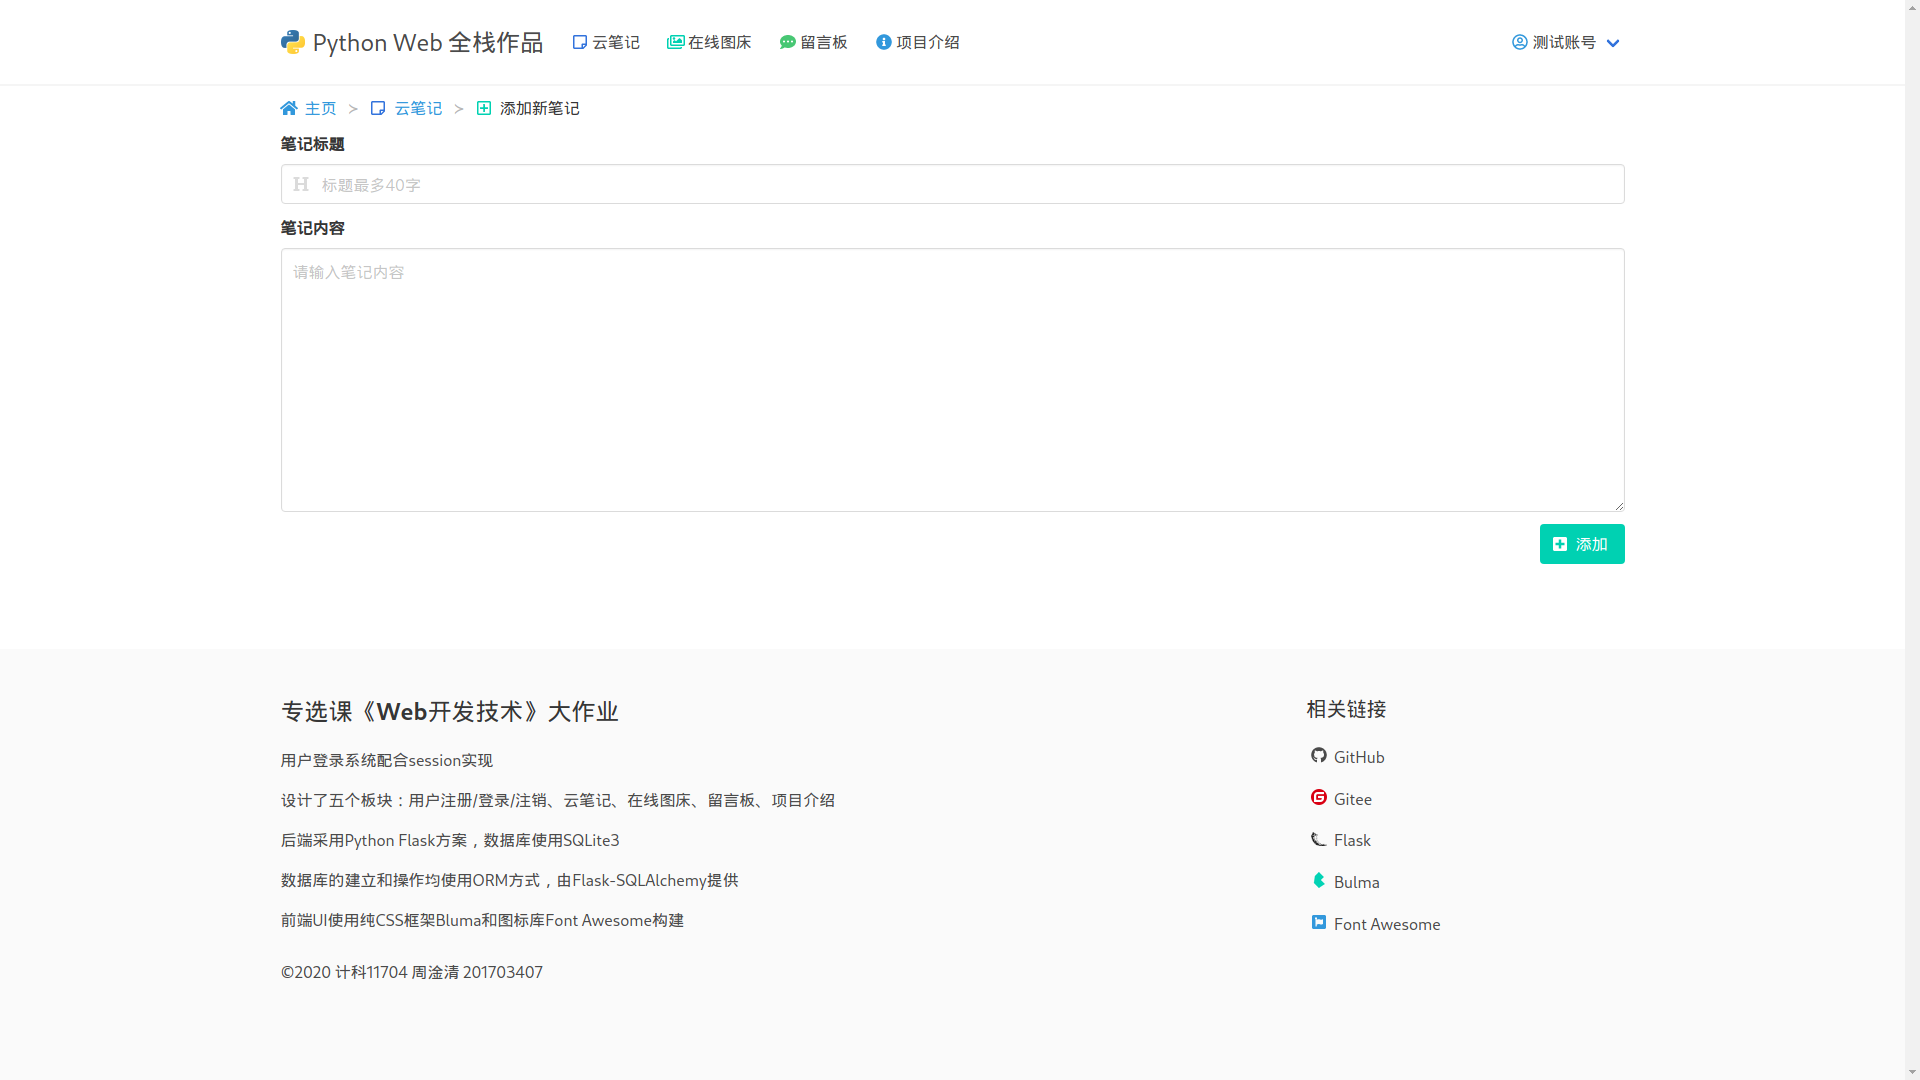 Python Web 全栈作品 云笔记 在线图床 留言板 项目介绍 测试账号
主页 > 云笔记 > 添加新笔记
笔记标题
标题最多40字
笔记内容
请输入笔记内容
添加
专选课《Web开发技术》大作业
用户登录系统配合session实现
设计了五个板块：用户注册/登录/注销、云笔记、在线图床、留言板、项目介绍
后端采用Python Flask方案，数据库使用SQLite3
数据库的建立和操作均使用ORM方式，由Flask-SQLAlchemy提供
前端UI使用纯CSS框架Bluma和图标库Font Awesome构建
©2020 计科11704 周淦清 201703407
相关链接
GitHub
Gitee
Flask
Bulma
Font Awesome